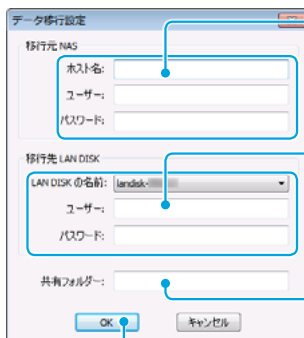 データ移行設定
移行元 NAS
ホスト名:
ユーザー:
パスワード:
移行先 LAN DISK
LAN DISK の名前: landisk-
ユーザー:
パスワード:
共有フォルダー:
OK キャンセル